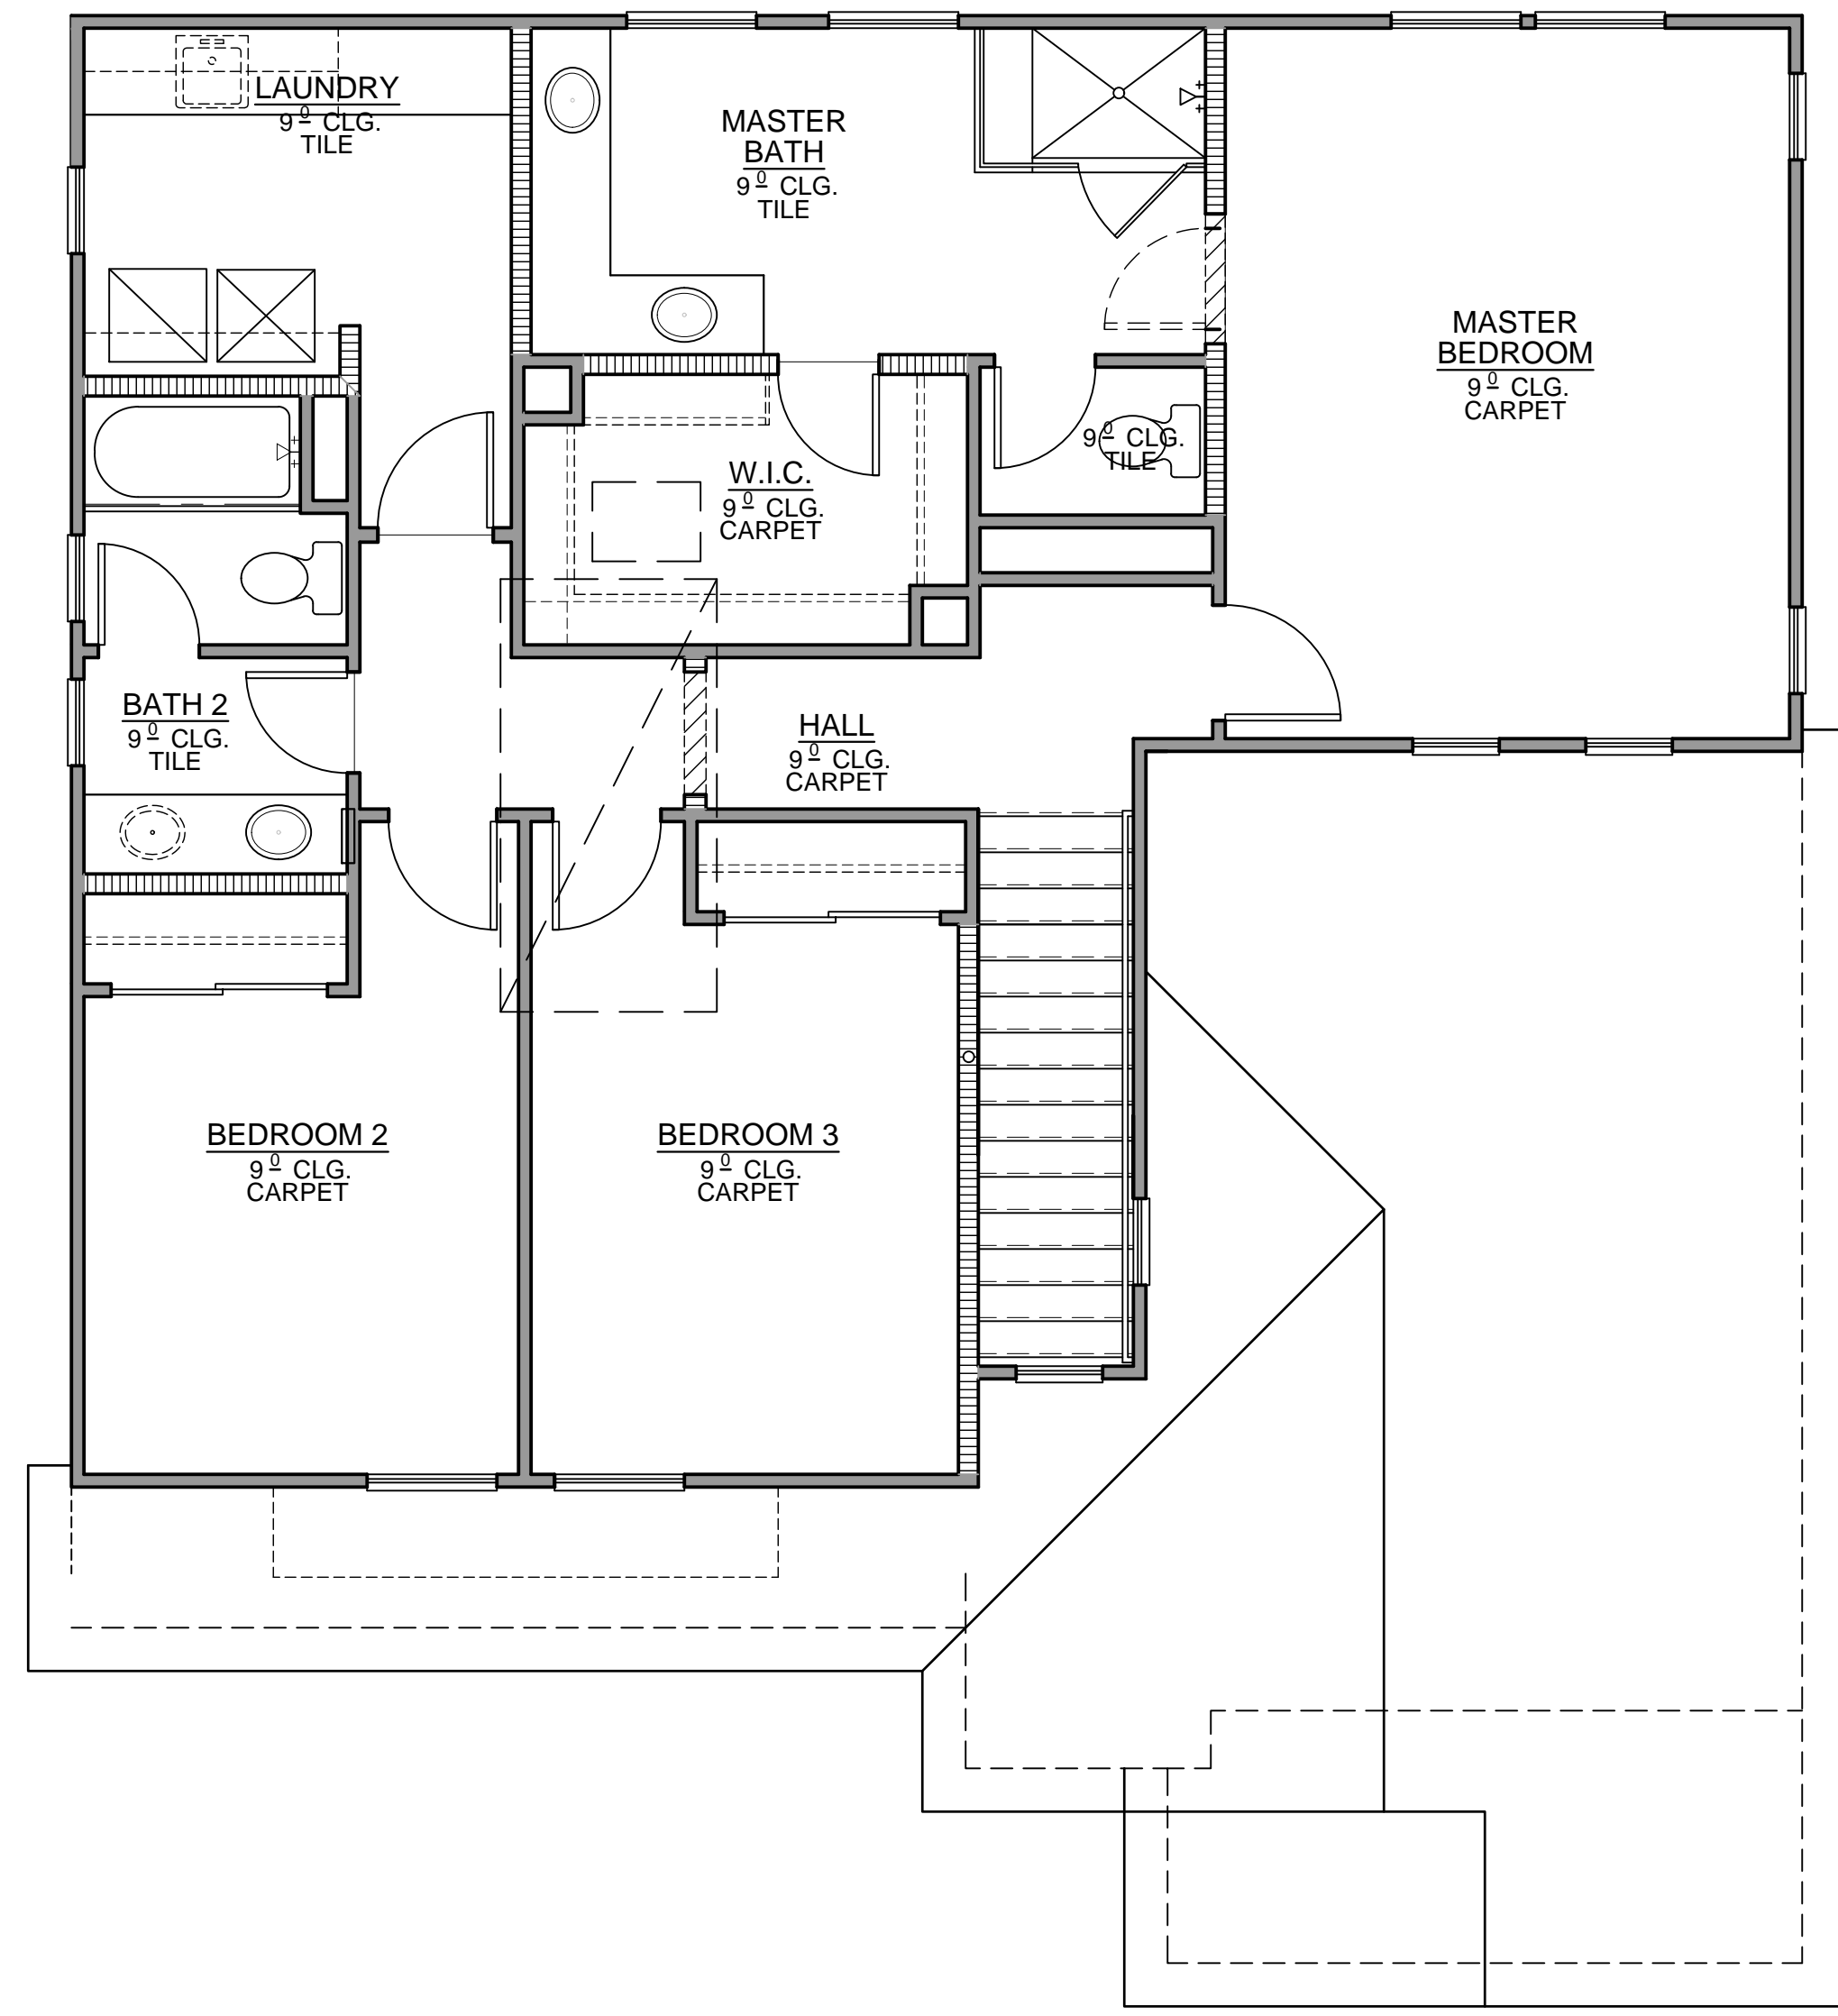 LAUNDRY
9 0 CLG.
TILE
MASTER
BATH
9 0 CLG.
TILE
MASTER
BEDROOM
9 0 CLG.
CARPET
9 0 CLG.
TILE
W.I.C.
9 0 CLG.
CARPET
BATH 2
9 0 CLG.
TILE
HALL
9 0 CLG.
CARPET
BEDROOM 2
9 0 CLG.
CARPET
BEDROOM 3
9 0 CLG.
CARPET